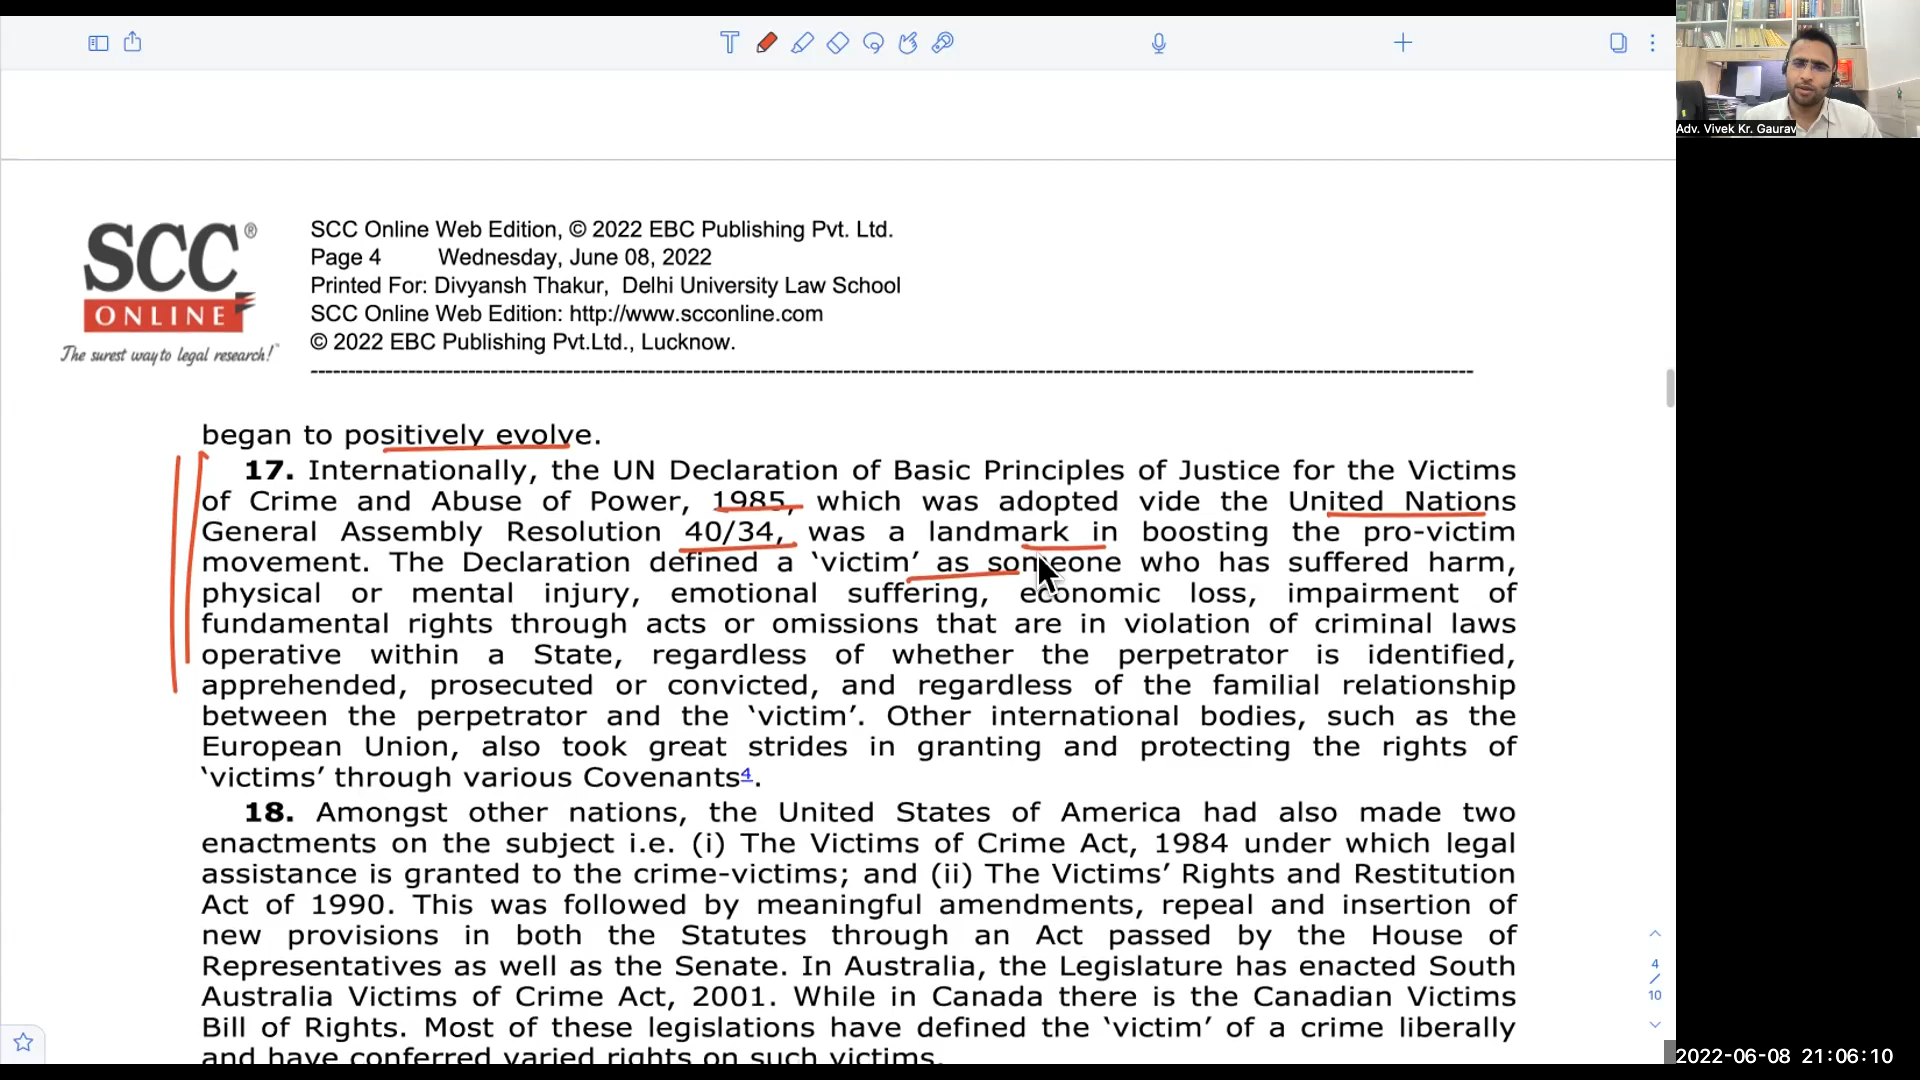 Adv. Vivek Kr. Gaurav
SCC®
ONLINE
The surest way to legal research!™
SCC Online Web Edition, © 2022 EBC Publishing Pvt. Ltd.
Page 4 Wednesday, June 08, 2022
Printed For: Divyansh Thakur, Delhi University Law School
SCC Online Web Edition: http://www.scconline.com
© 2022 EBC Publishing Pvt.Ltd., Lucknow.
began to positively evolve.
17. Internationally, the UN Declaration of Basic Principles of Justice for the Victims
of Crime and Abuse of Power, 1985, which was adopted vide the United Nations
General Assembly Resolution 40/34, was a landmark in boosting the pro-victim
movement. The Declaration defined a ‘victim’ as someone who has suffered harm,
physical or mental injury, emotional suffering, economic loss, impairment of
fundamental rights through acts or omissions that are in violation of criminal laws
operative within a State, regardless of whether the perpetrator is identified,
apprehended, prosecuted or convicted, and regardless of the familial relationship
between the perpetrator and the ‘victim’. Other international bodies, such as the
European Union, also took great strides in granting and protecting the rights of
‘victims’ through various Covenants4.
18. Amongst other nations, the United States of America had also made two
enactments on the subject i.e. (i) The Victims of Crime Act, 1984 under which legal
assistance is granted to the crime-victims; and (ii) The Victims’ Rights and Restitution
Act of 1990. This was followed by meaningful amendments, repeal and insertion of
new provisions in both the Statutes through an Act passed by the House of
Representatives as well as the Senate. In Australia, the Legislature has enacted South
Australia Victims of Crime Act, 2001. While in Canada there is the Canadian Victims
Bill of Rights. Most of these legislations have defined the ‘victim’ of a crime liberally
and have conferred varied rights on such victims.
4
/
10
2022-06-08 21:06:10